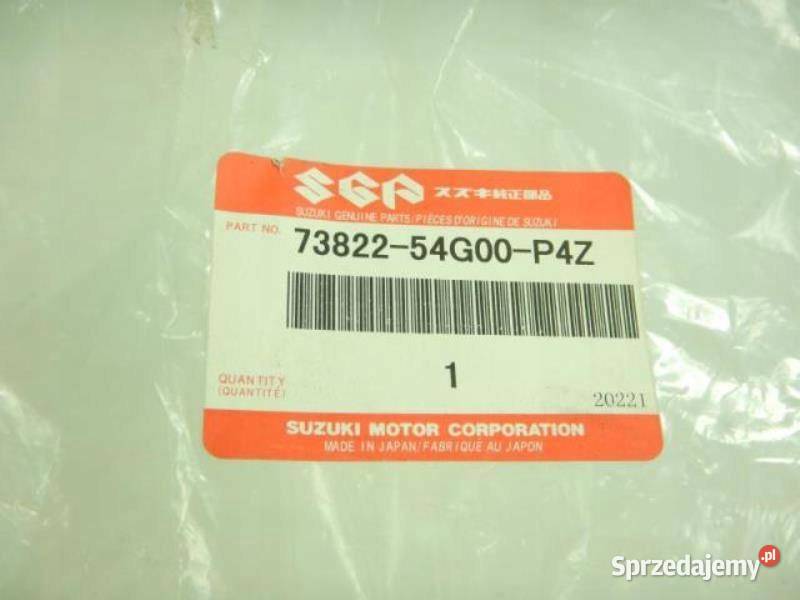 SGP スズキ純正部品
SUZUKI GENUINE PARTS/PIÈCES D'ORIGINE DE SUZUKI
PART NO. 73822-54G00-P4Z
1
QUANTITY
(QUANTITÉ)
20221
SUZUKI MOTOR CORPORATION
MADE IN JAPAN/FABRIQUE AU JAPON
Sprzedajemy.pl